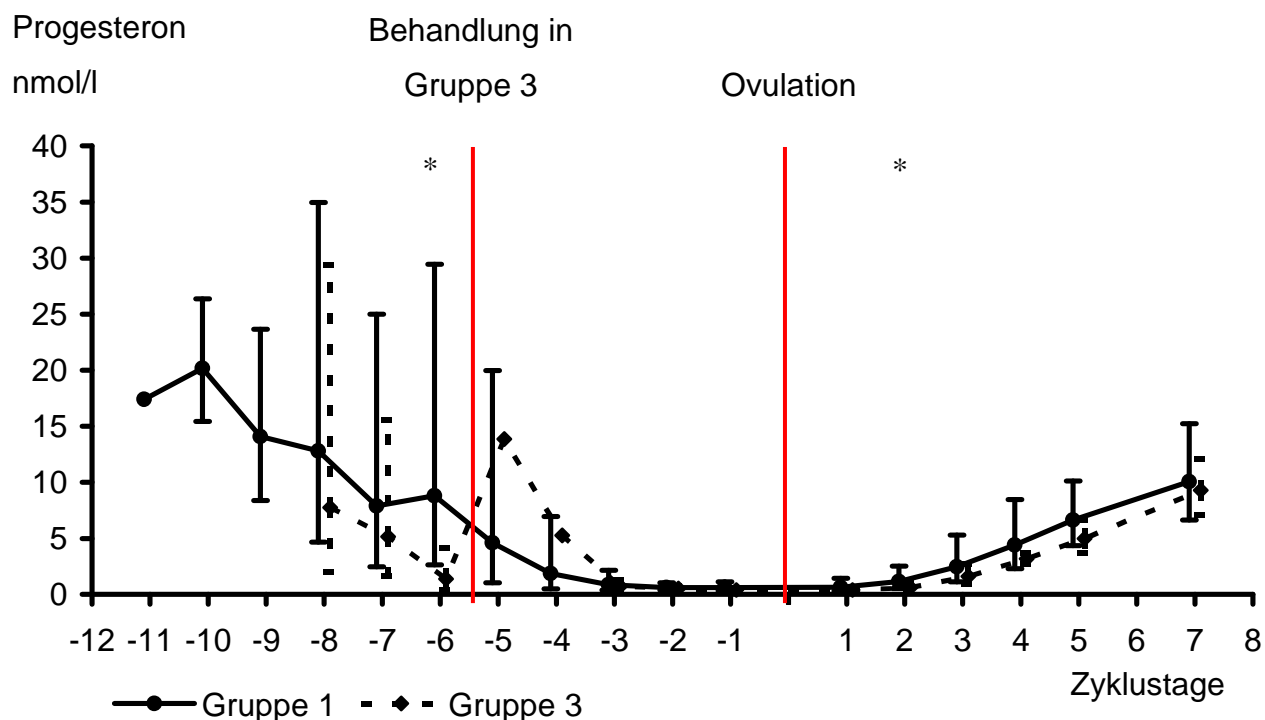 Progesteron
nmol/l
Behandlung in
Gruppe 3
Ovulation
40
35
30
25
20
15
10
5
0
* *
-12 -11 -10 -9 -8 -7 -6 -5 -4 -3 -2 -1 1 2 3 4 5 6 7 8
Zyklustage
Gruppe 1 Gruppe 3